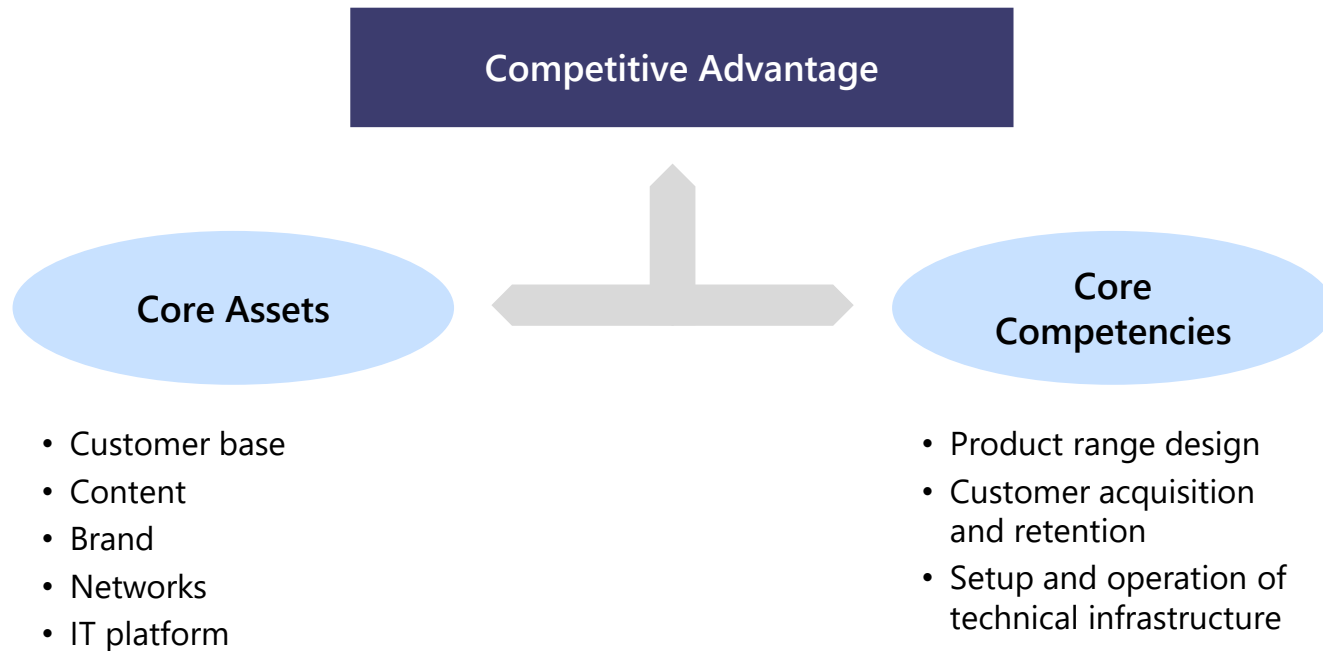 Competitive Advantage
Core Assets
Core
Competencies
• Customer base
• Content
• Brand
• Networks
• IT platform
• Product range design
• Customer acquisition
and retention
• Setup and operation of
technical infrastructure